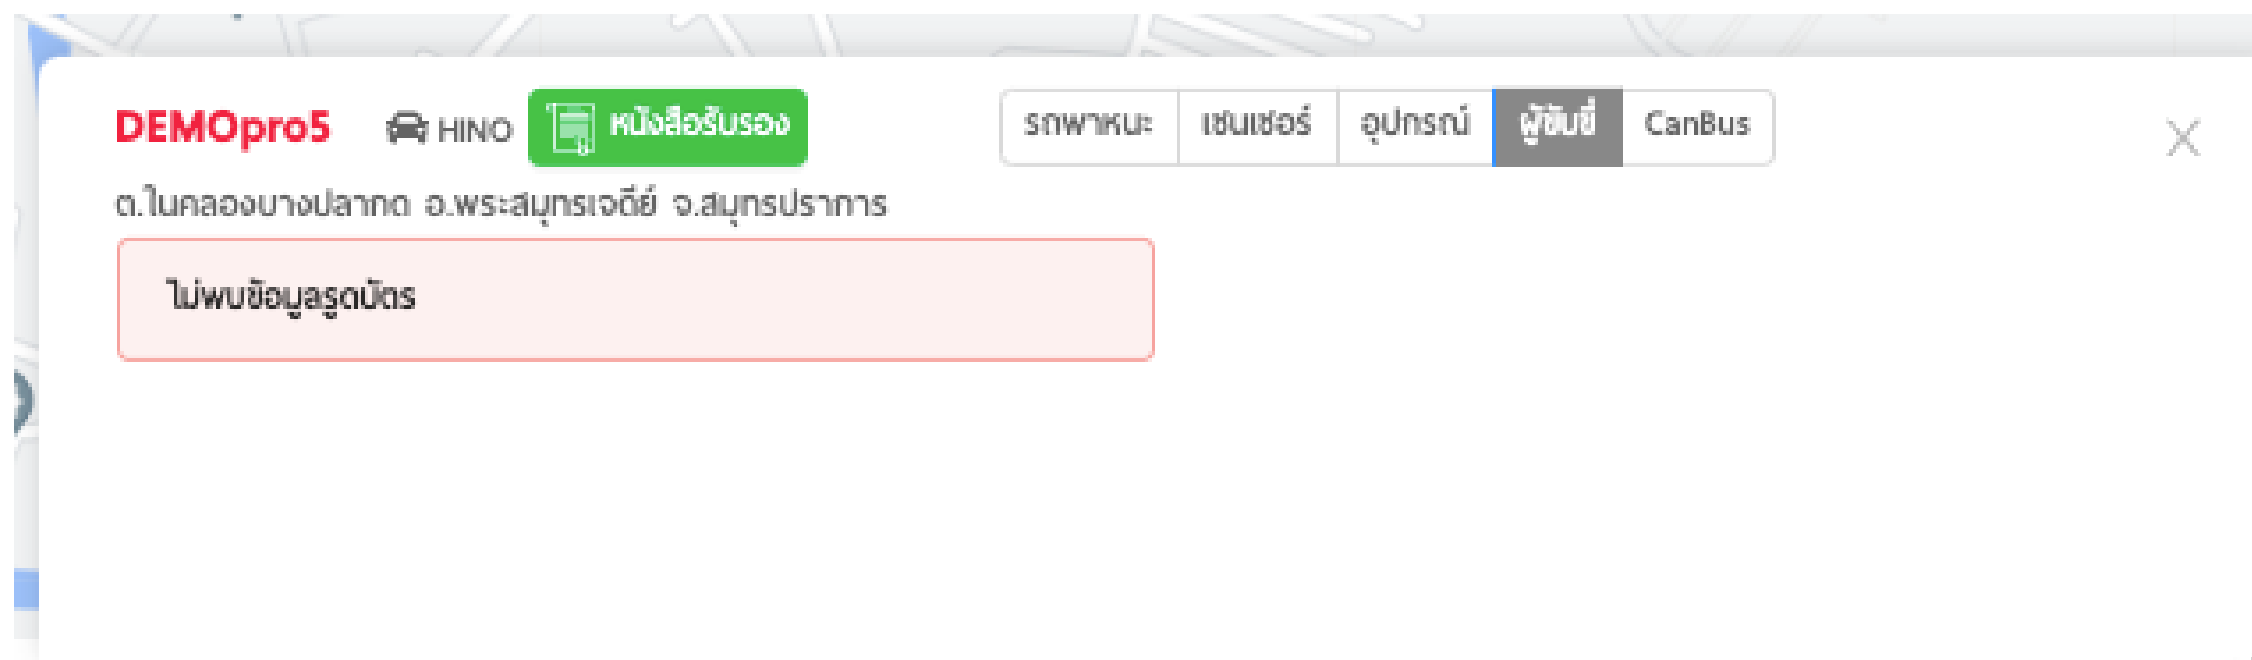 DEMOpro5 HINO หนังสือรับรอง รถพาหนะ เซ็นเซอร์ อุปกรณ์ ผู้ขับขี่ CanBus
ต.ในคลองบางปลากด อ.พระสมุทรเจดีย์ จ.สมุทรปราการ
ไม่พบข้อมูลรูดบัตร